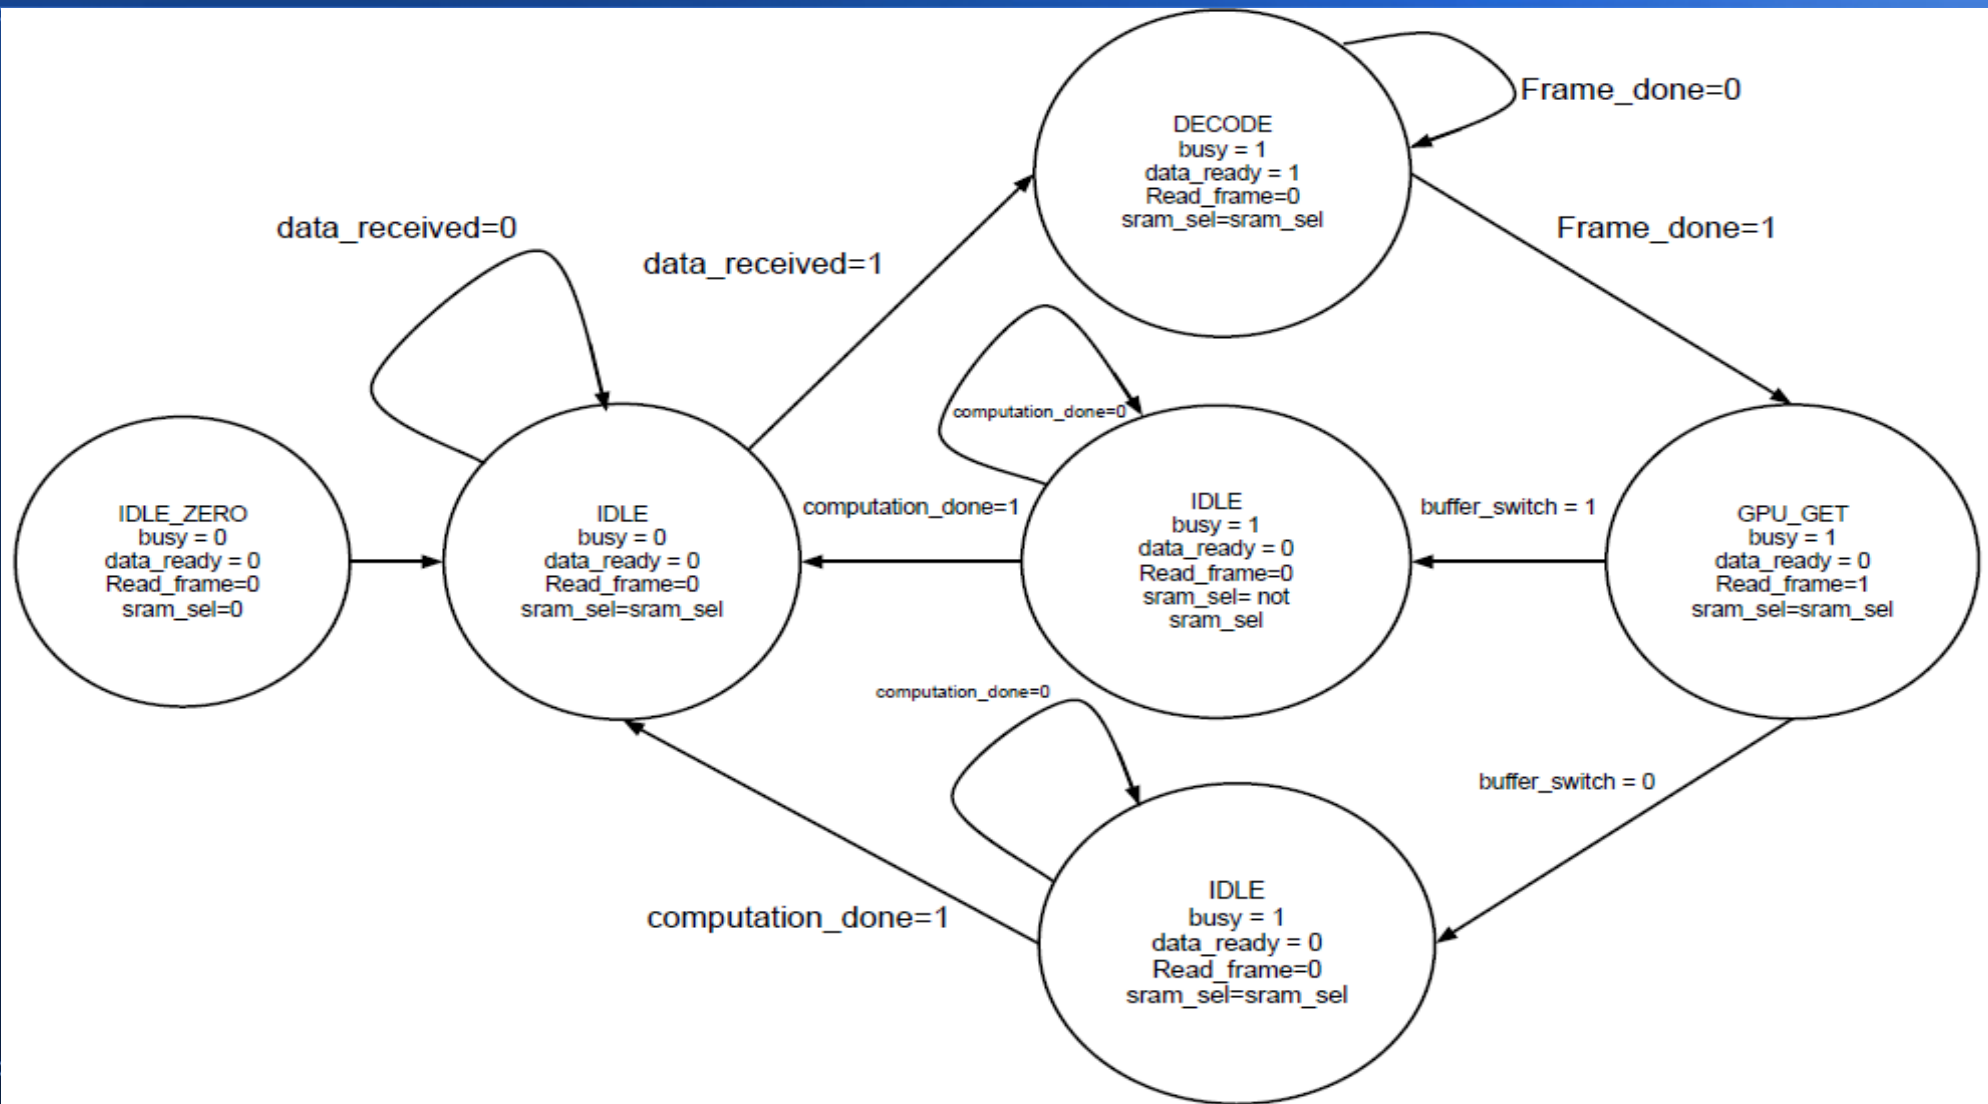 Frame_done=0
DECODE
busy = 1
data_ready = 1
Read_frame=0
sram_sel=sram_sel
data_received=0
data_received=1
Frame_done=1
computation_done=0
computation_done=1
buffer_switch = 1
IDLE_ZERO
busy = 0
data_ready = 0
Read_frame=0
sram_sel=0
IDLE
busy = 0
data_ready = 0
Read_frame=0
sram_sel=sram_sel
IDLE
busy = 1
data_ready = 0
Read_frame=0
sram_sel= not
sram_sel
GPU_GET
busy = 1
data_ready = 0
Read_frame=1
sram_sel=sram_sel
computation_done=0
buffer_switch = 0
computation_done=1
IDLE
busy = 1
data_ready = 0
Read_frame=0
sram_sel=sram_sel